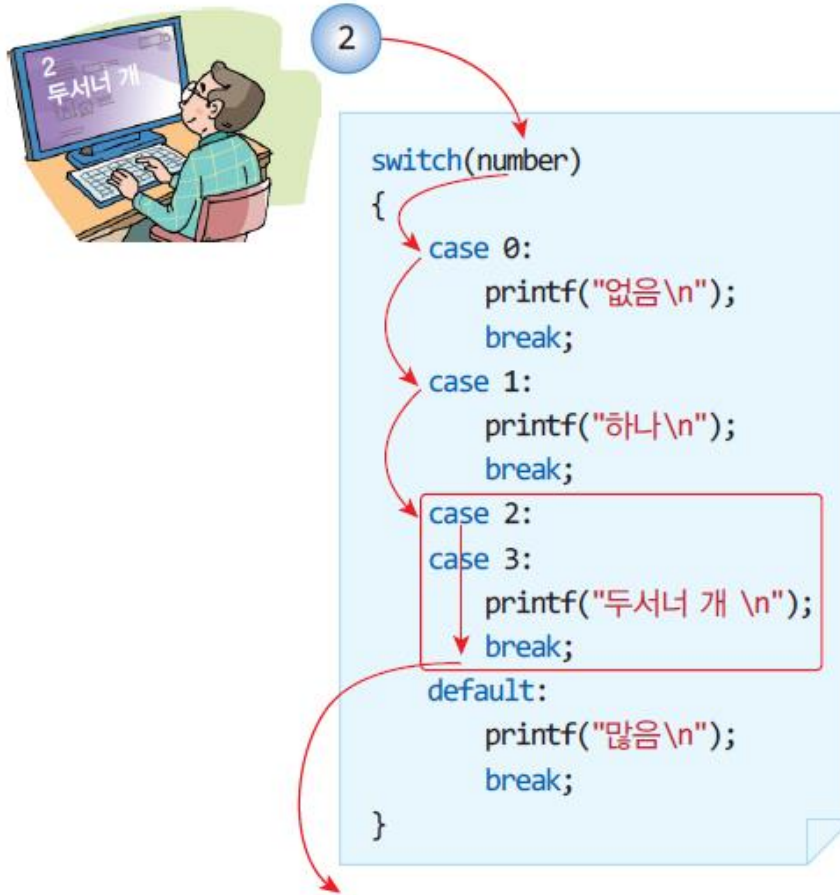 2
두서너 개
2
switch(number)
{
case 0:
printf("없음\n");
break;
case 1:
printf("하나\n");
break;
case 2:
case 3:
printf("두서너 개 \n");
break;
default:
printf("많음\n");
break;
}